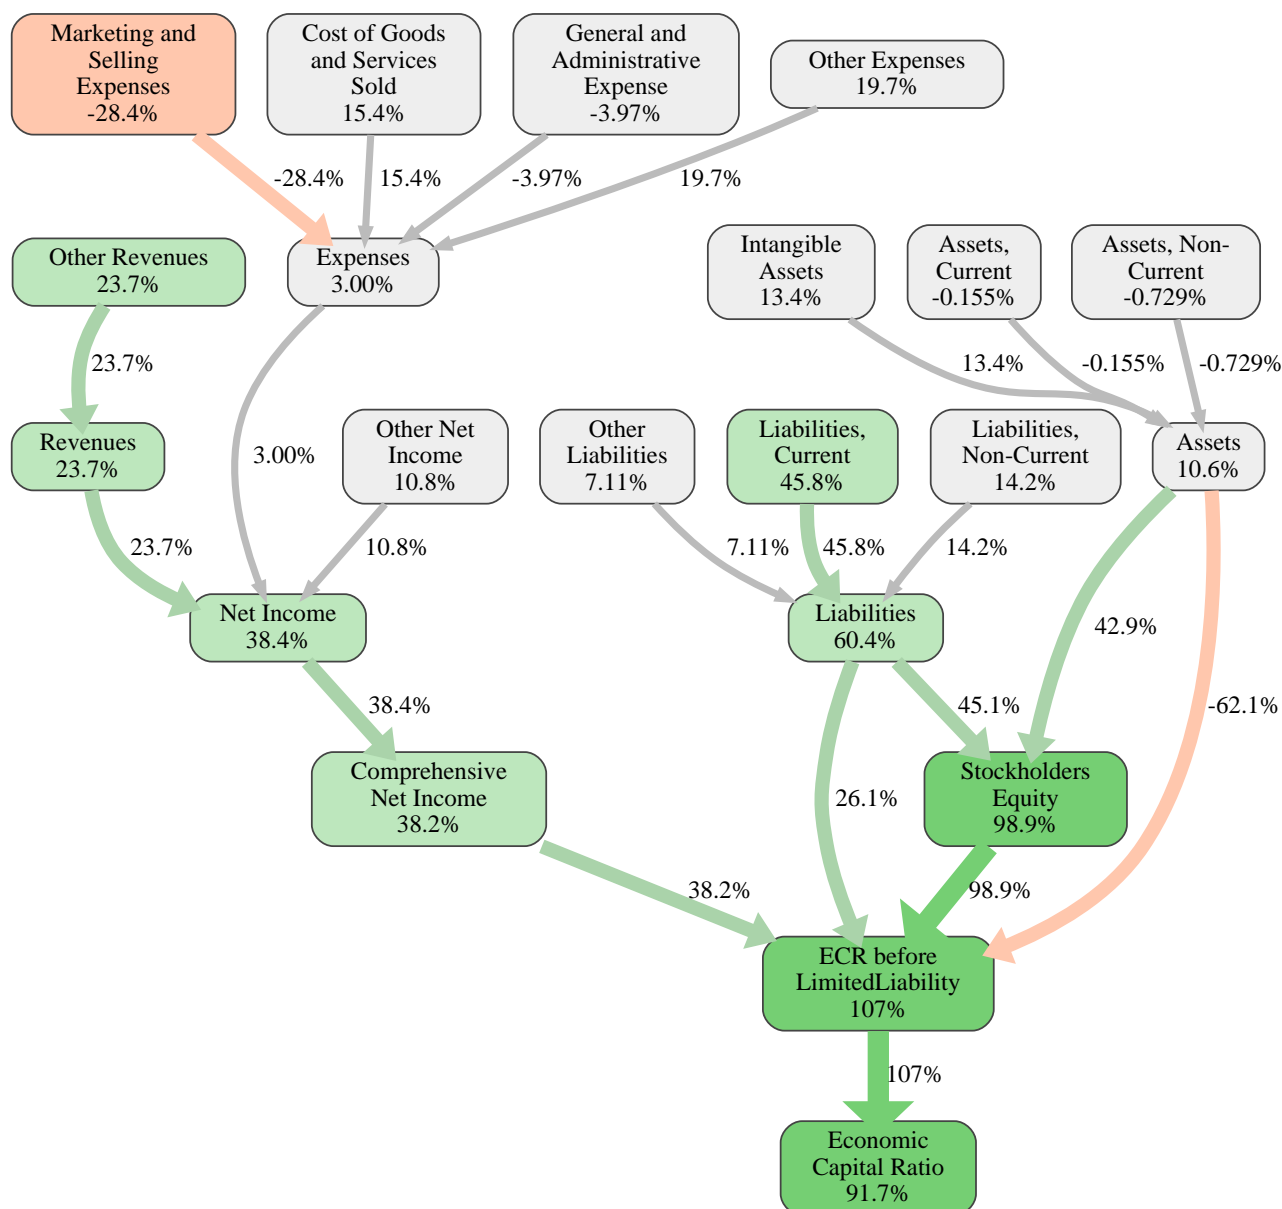 Marketing and
Selling
Expenses
-28.4%
Cost of Goods
and Services
Sold
15.4%
General and
Administrative
Expense
-3.97%
Other Expenses
19.7%
-28.4%
15.4%
-3.97%
19.7%
Other Revenues
23.7%
Expenses
3.00%
Intangible
Assets
13.4%
Assets,
Current
-0.155%
Assets, Non-
Current
-0.729%
23.7%
13.4%
-0.155%
-0.729%
Revenues
23.7%
3.00%
Other Net
Income
10.8%
Other
Liabilities
7.11%
Liabilities,
Current
45.8%
Liabilities,
Non-Current
14.2%
Assets
10.6%
23.7%
10.8%
7.11%
45.8%
14.2%
Net Income
38.4%
Liabilities
60.4%
42.9%
38.4%
45.1%
-62.1%
Comprehensive
Net Income
38.2%
26.1%
Stockholders
Equity
98.9%
38.2%
98.9%
ECR before
LimitedLiability
107%
107%
Economic
Capital Ratio
91.7%